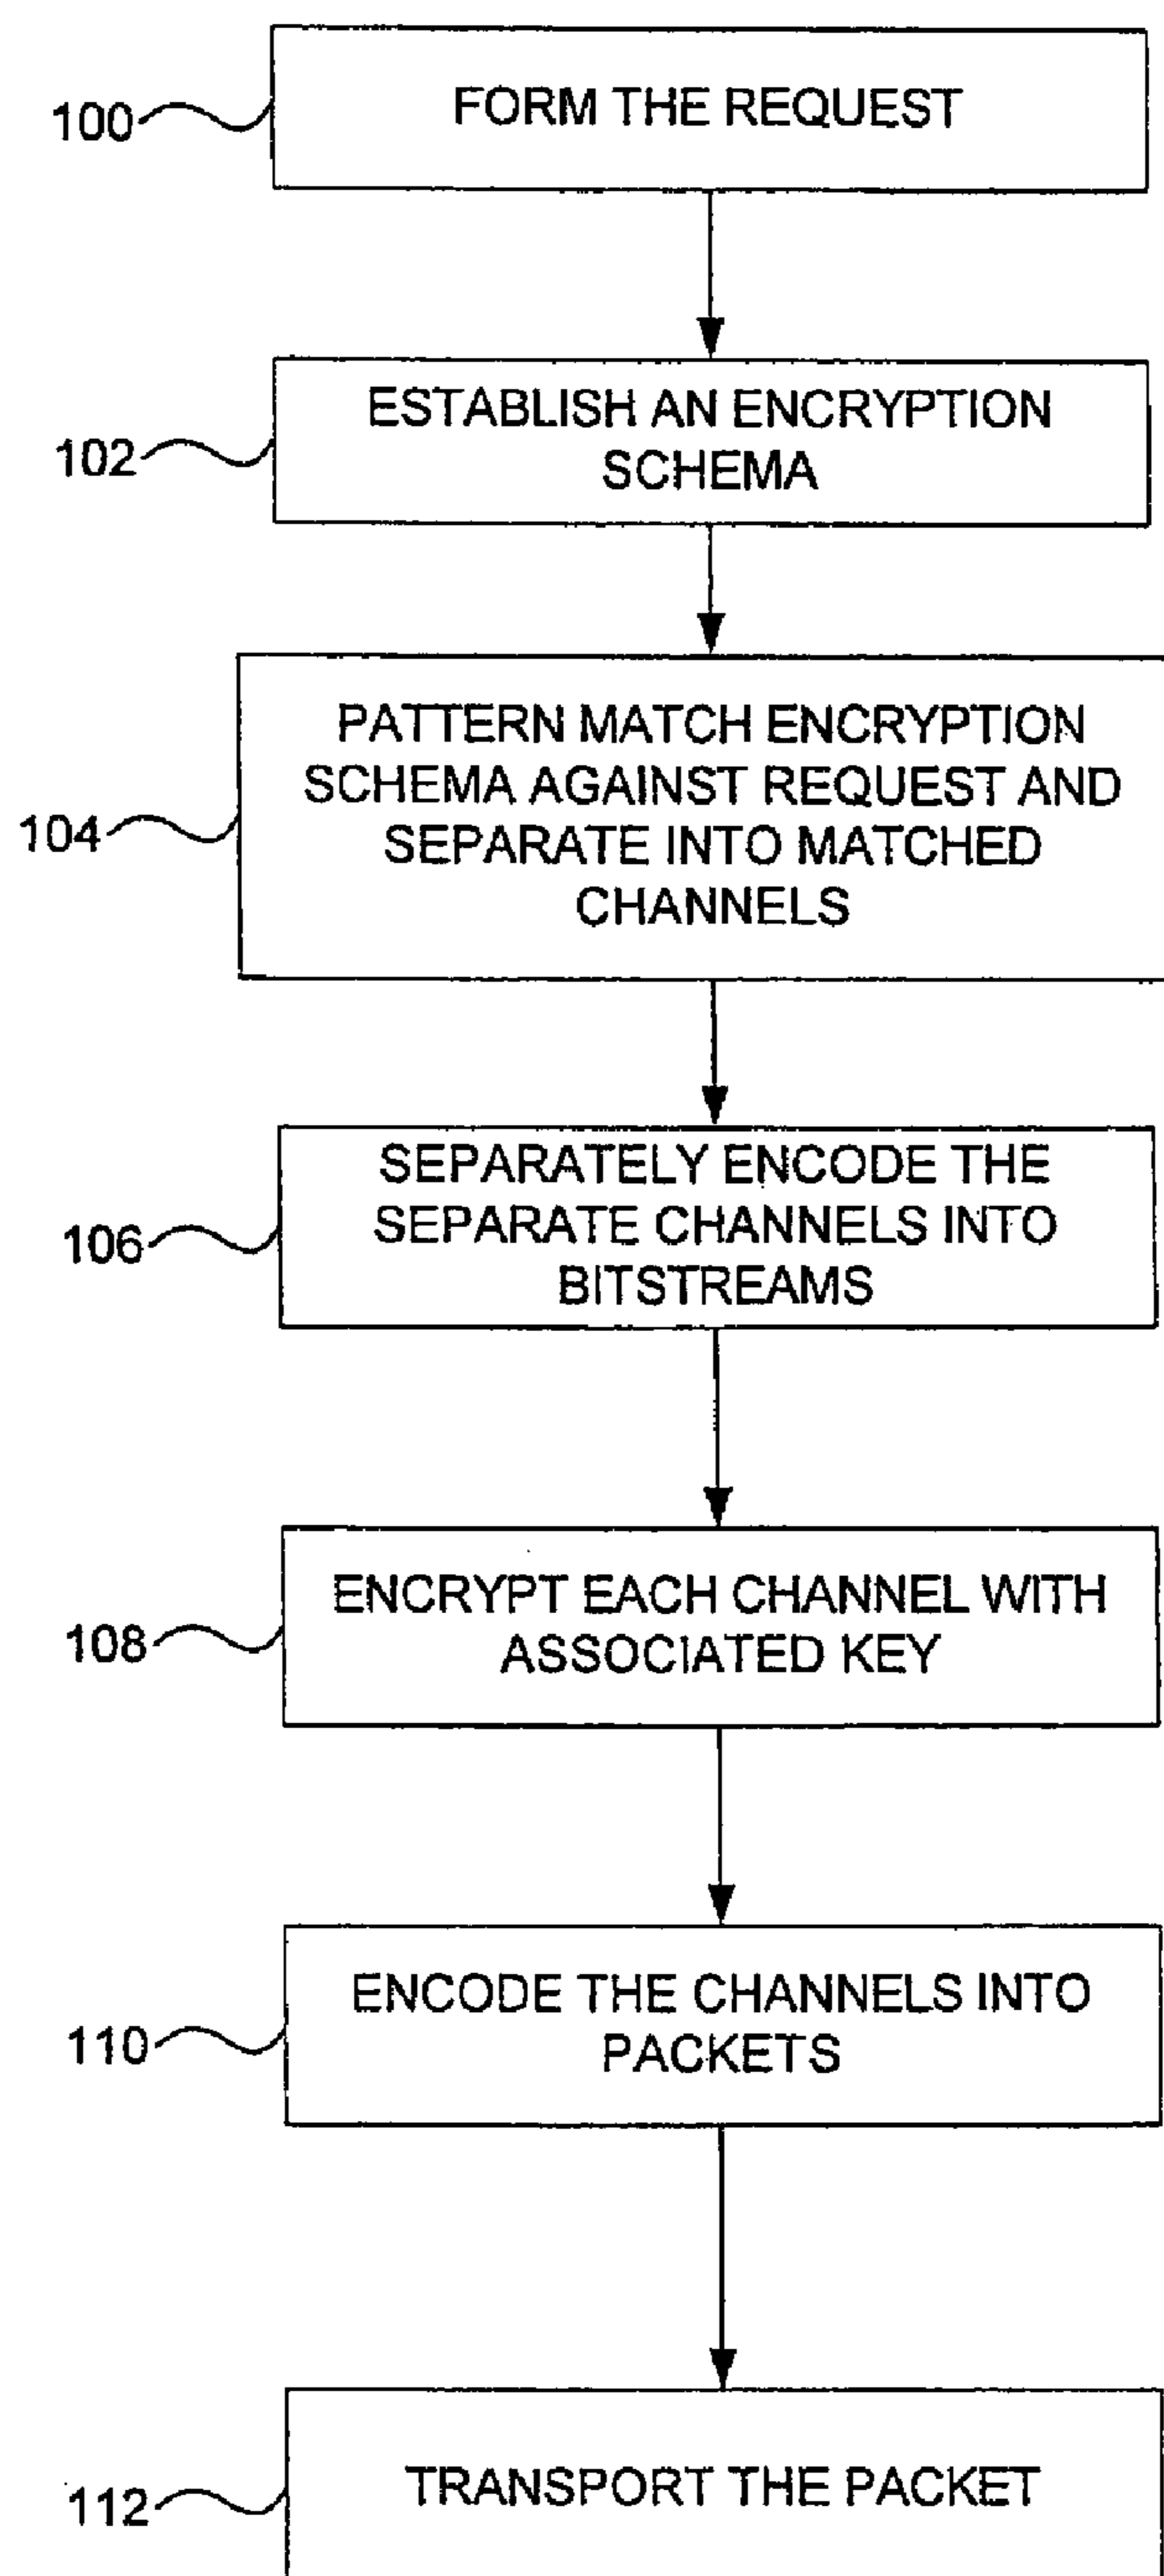 100
FORM THE REQUEST
102
ESTABLISH AN ENCRYPTION
SCHEMA
104
PATTERN MATCH ENCRYPTION
SCHEMA AGAINST REQUEST AND
SEPARATE INTO MATCHED
CHANNELS
106
SEPARATELY ENCODE THE
SEPARATE CHANNELS INTO
BITSTREAMS
108
ENCRYPT EACH CHANNEL WITH
ASSOCIATED KEY
110
ENCODE THE CHANNELS INTO
PACKETS
112
TRANSPORT THE PACKET